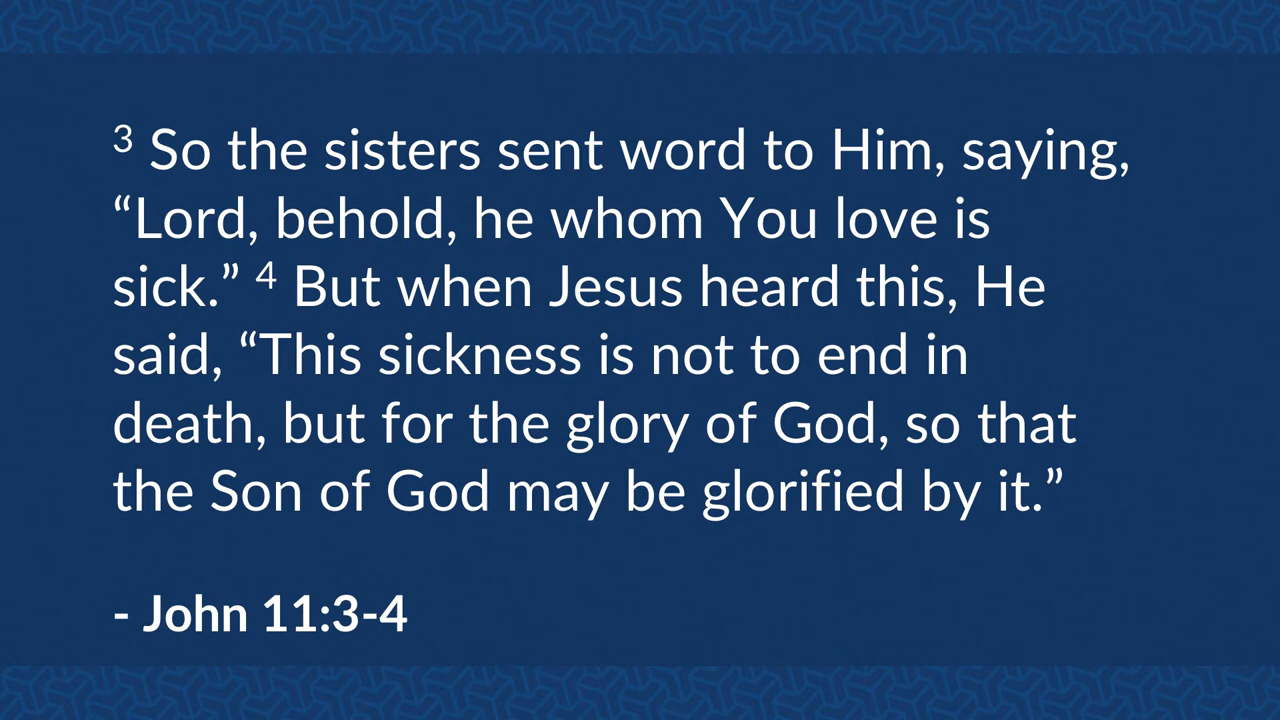 3 So the sisters sent word to Him, saying,
“Lord, behold, he whom You love is
sick.” 4 But when Jesus heard this, He
said, “This sickness is not to end in
death, but for the glory of God, so that
the Son of God may be glorified by it.”
- John 11:3-4